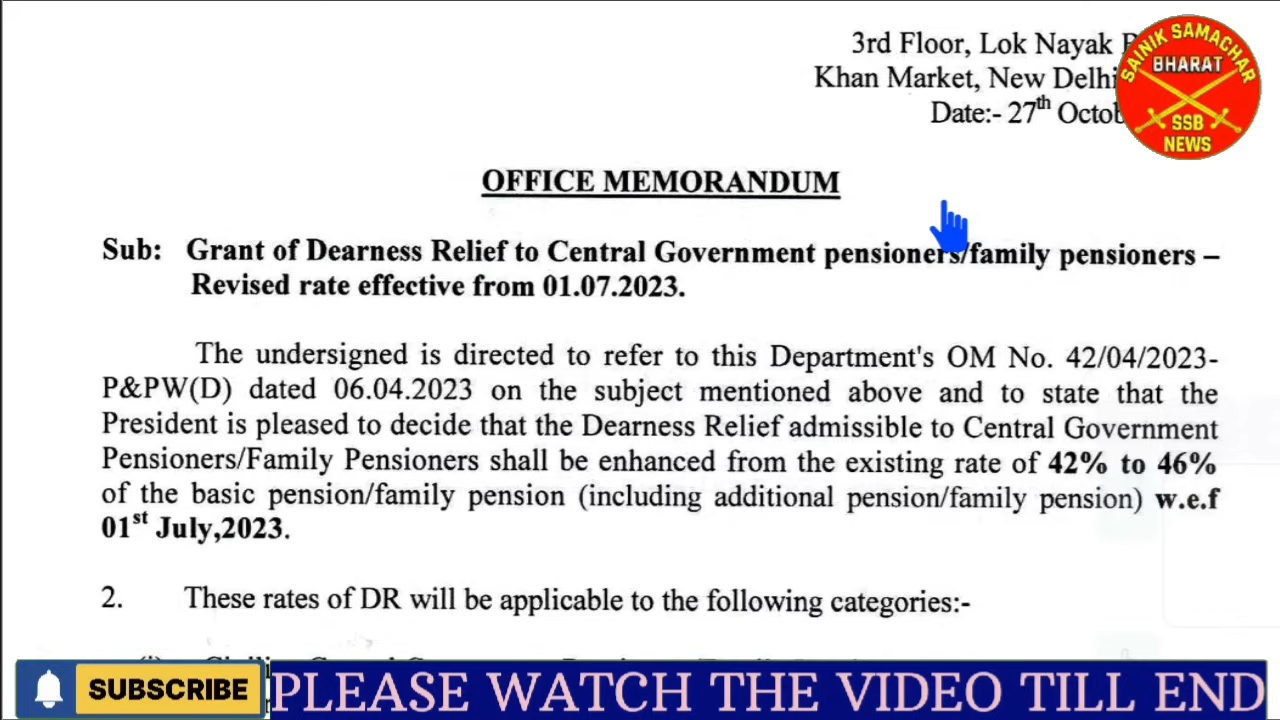 3rd Floor, Lok Nayak
Khan Market, New Delhi
Date:- 27th
SAINIK SAMACHAR
BHARAT
SSB
NEWS
OFFICE MEMORANDUM
Sub: Grant of Dearness Relief to Central Government pensioners/family pensioners –
Revised rate effective from 01.07.2023.
The undersigned is directed to refer to this Department's OM No. 42/04/2023-
P&PW(D) dated 06.04.2023 on the subject mentioned above and to state that the
President is pleased to decide that the Dearness Relief admissible to Central Government
Pensioners/Family Pensioners shall be enhanced from the existing rate of 42% to 46%
of the basic pension/family pension (including additional pension/family pension) w.e.f
01st July,2023.
2. These rates of DR will be applicable to the following categories:-
SUBSCRIBE
PLEASE WATCH THE VIDEO TILL END